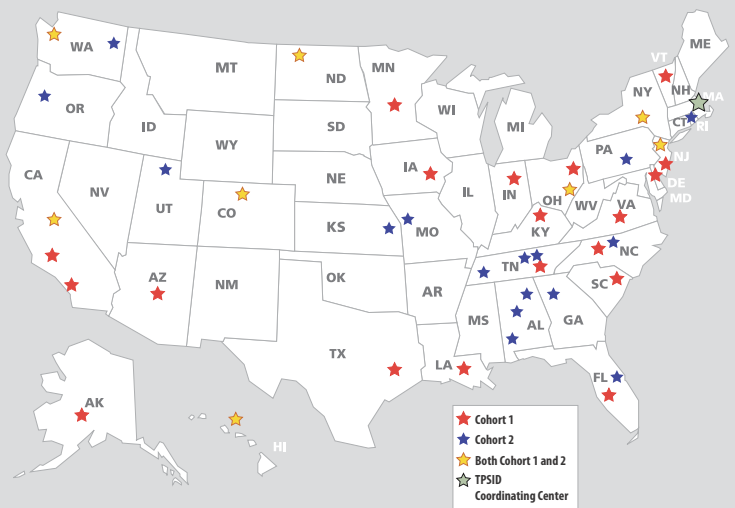 ME
VT
WA
MT
ND
MN
NH
MA
NY
OR
WI
CT
RI
ID
SD
MI
WY
PA
NJ
CA
IA
NE
NV
IL
IN
OH
DE
MD
UT
CO
WV
VA
KS
MO
KY
NC
AZ
OK
TN
NM
AR
SC
MS
AL
GA
TX
LA
FL
AK
HI
Cohort 1
Cohort 2
Both Cohort 1 and 2
TPSID
Coordinating Center